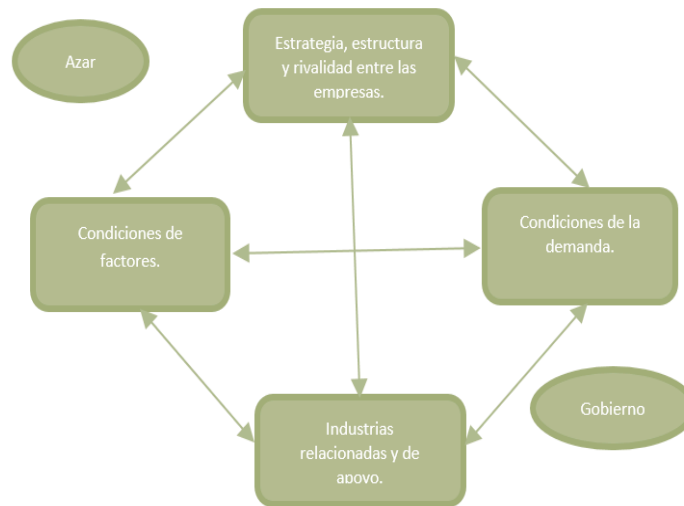 Azar
Estrategia, estructura
y rivalidad entre las
empresas.
Condiciones de
factores.
Condiciones de la
demanda.
Industrias
relacionadas y de
apoyo.
Gobierno